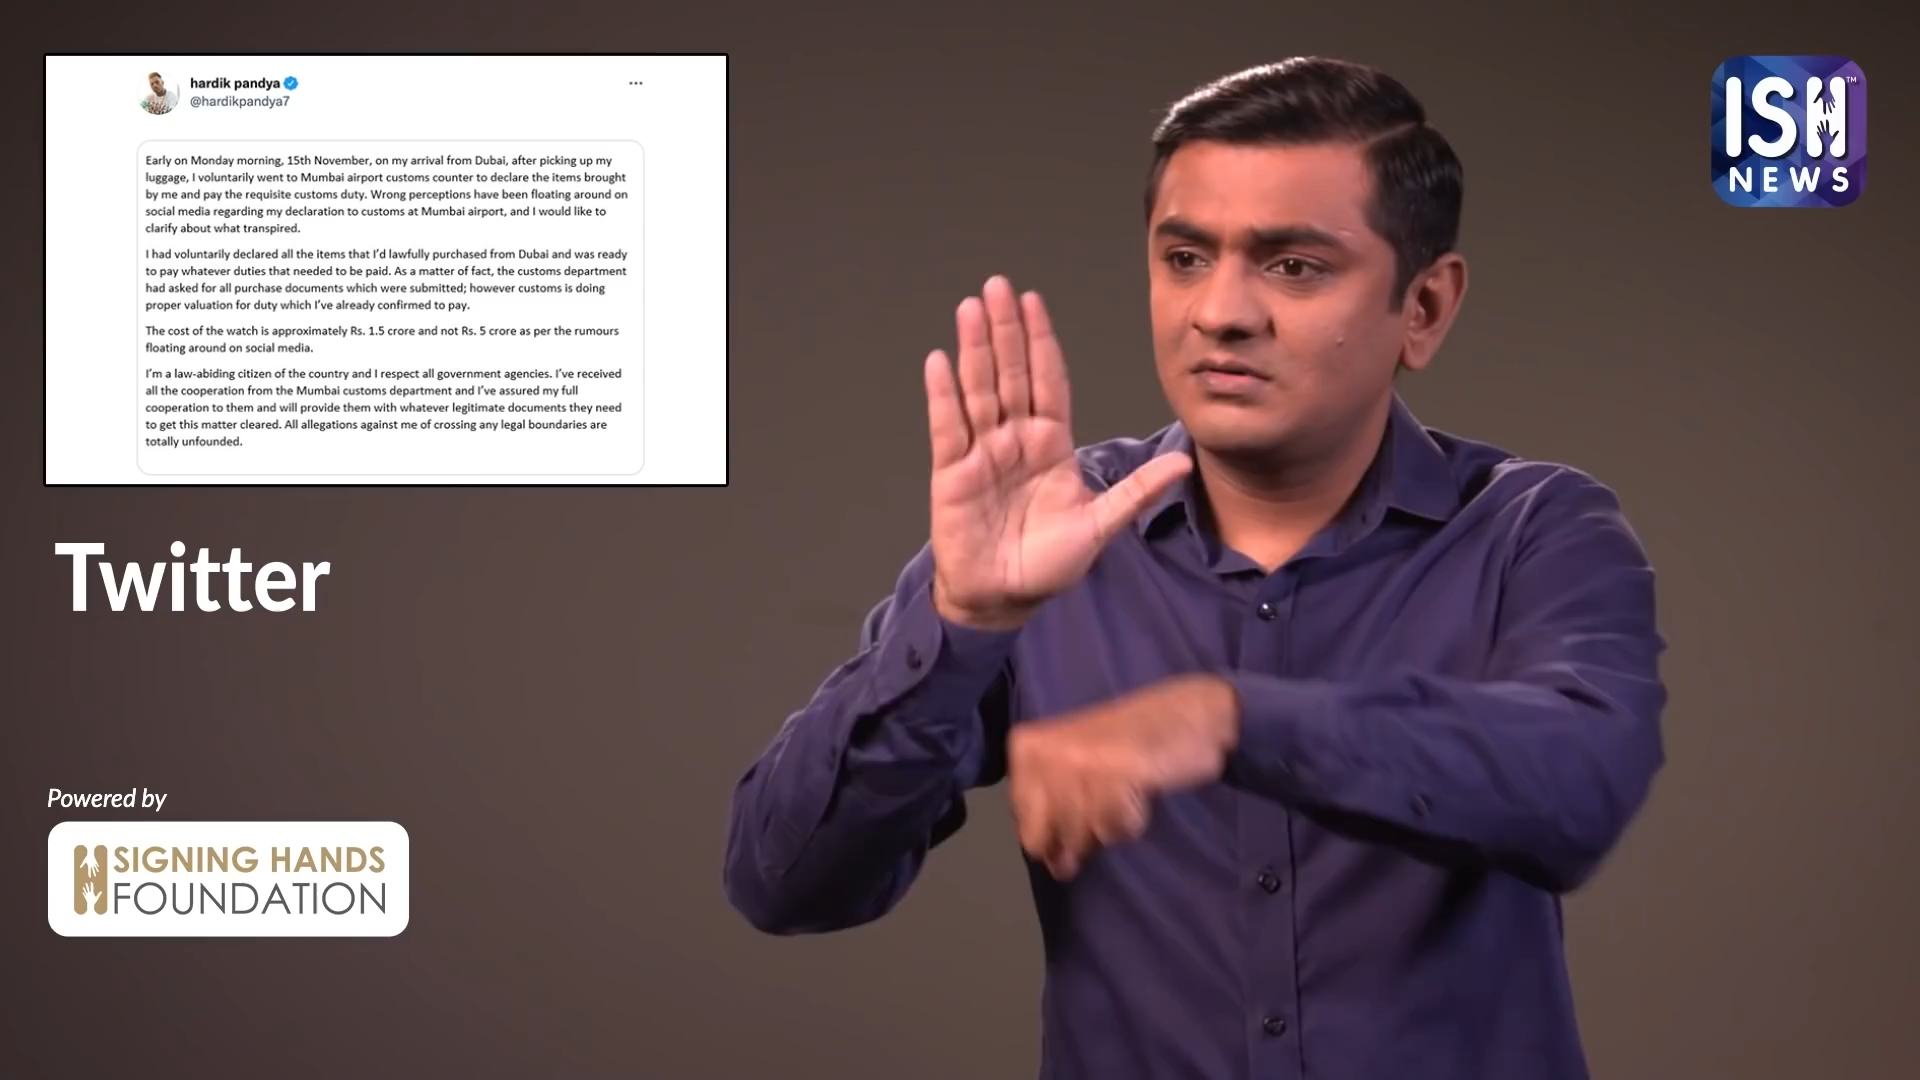 hardik pandya
@hardikpandya7
Early on Monday morning, 15th November, on my arrival from Dubai, after picking up my
luggage, I voluntarily went to Mumbai airport customs counter to declare the items brought
by me and pay the requisite customs duty. Wrong perceptions have been floating around on
social media regarding my declaration to customs at Mumbai airport, and I would like to
clarify about what transpired.
I had voluntarily declared all the items that I'd lawfully purchased from Dubai and was ready
to pay whatever duties that needed to be paid. As a matter of fact, the customs department
had asked for all purchase documents which were submitted; however customs is doing
proper valuation for duty which I've already confirmed to pay.
The cost of the watch is approximately Rs. 1.5 crore and not Rs. 5 crore as per the rumours
floating around on social media.
I'm a law-abiding citizen of the country and I respect all government agencies. I've received
all the cooperation from the Mumbai customs department and I've assured my full
cooperation to them and will provide them with whatever legitimate documents they need
to get this matter cleared. All allegations against me of crossing any legal boundaries are
totally unfounded.
Twitter
Powered by
SIGNING HANDS
FOUNDATION
ISH™
NEWS